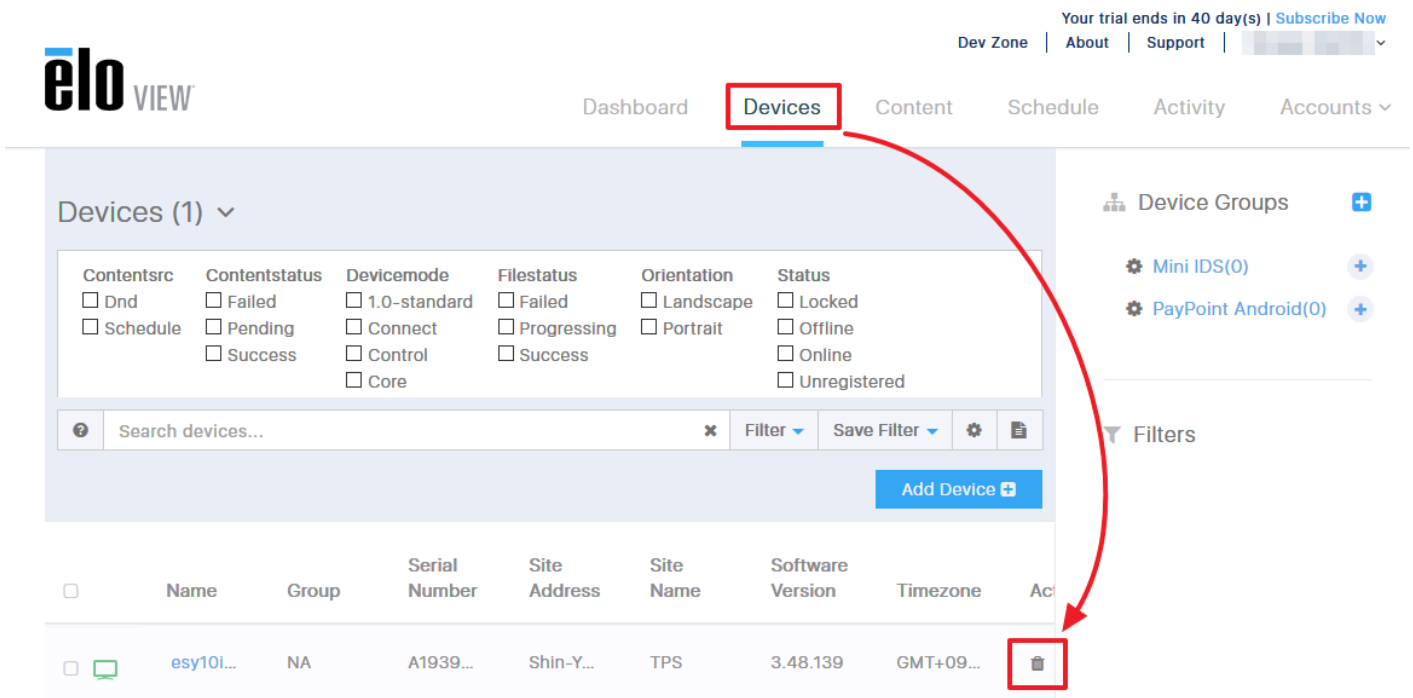 Your trial ends in 40 day(s) | Subscribe Now
Dev Zone | About | Support |
ēlo VIEW
Dashboard Devices Content Schedule Activity Accounts
Devices (1)
Contentsrc Contentstatus Devicemode Filestatus Orientation Status
Dnd Failed 1.0-standard Failed Landscape Locked
Schedule Pending Connect Progressing Portrait Offline
Success Control Success Online
Core Unregistered
Search devices... Filter Save Filter
Add Device
Device Groups
Mini IDS(0)
PayPoint Android(0)
Filters
Name Group Serial Number Site Address Site Name Software Version Timezone Act
esy10i... NA A1939... Shin-Y... TPS 3.48.139 GMT+09...